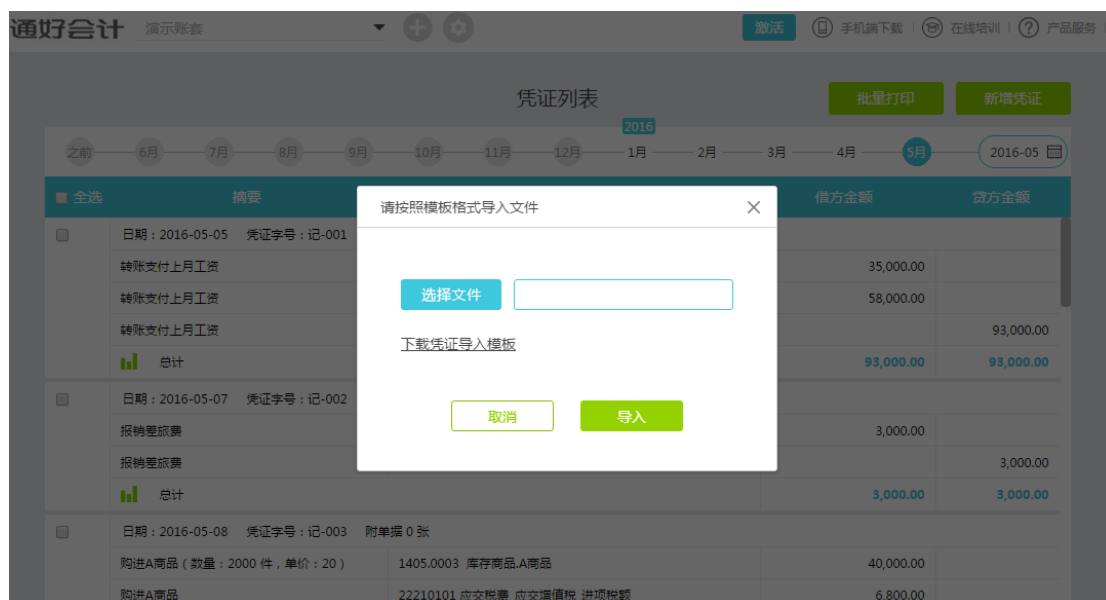 通好会计 演示账套 激活 手机端下载 在线培训 产品服务
凭证列表 批量打印 新增凭证
2016
之前 6月 7月 8月 9月 10月 11月 12月 1月 2月 3月 4月 5月 2016-05
全选 摘要 借方金额 贷方金额
请按照模板格式导入文件
日期：2016-05-05 凭证字号：记-001
转账支付上月工资 35,000.00
选择文件
转账支付上月工资 58,000.00
转账支付上月工资 93,000.00
下载凭证导入模板
总计 93,000.00 93,000.00
日期：2016-05-07 凭证字号：记-002
取消 导入
报销差旅费 3,000.00
报销差旅费 3,000.00
总计 3,000.00 3,000.00
日期：2016-05-08 凭证字号：记-003 附单据 0 张
购进A商品（数量：2000 件，单价：20） 1405.0003 库存商品.A商品 40,000.00
购进A商品 22210101 应交税费 应交增值税 进项税额 6,800.00